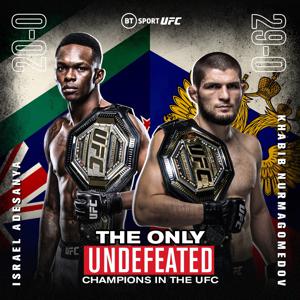 BT SPORT UFC
20-0
29-0
ISRAEL ADESANYA
KHABIB NURMAGOMEDOV
UFC
UFC
THE ONLY
UNDEFEATED
CHAMPIONS IN THE UFC